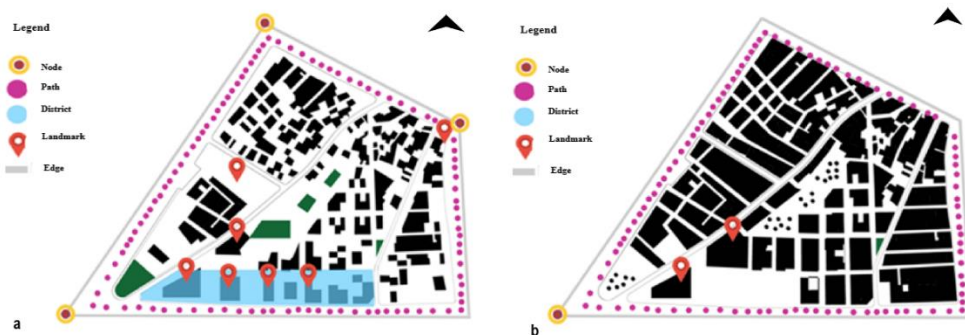 Legend
Node
Path
District
Landmark
Edge
a
Legend
Node
Path
District
Landmark
Edge
b